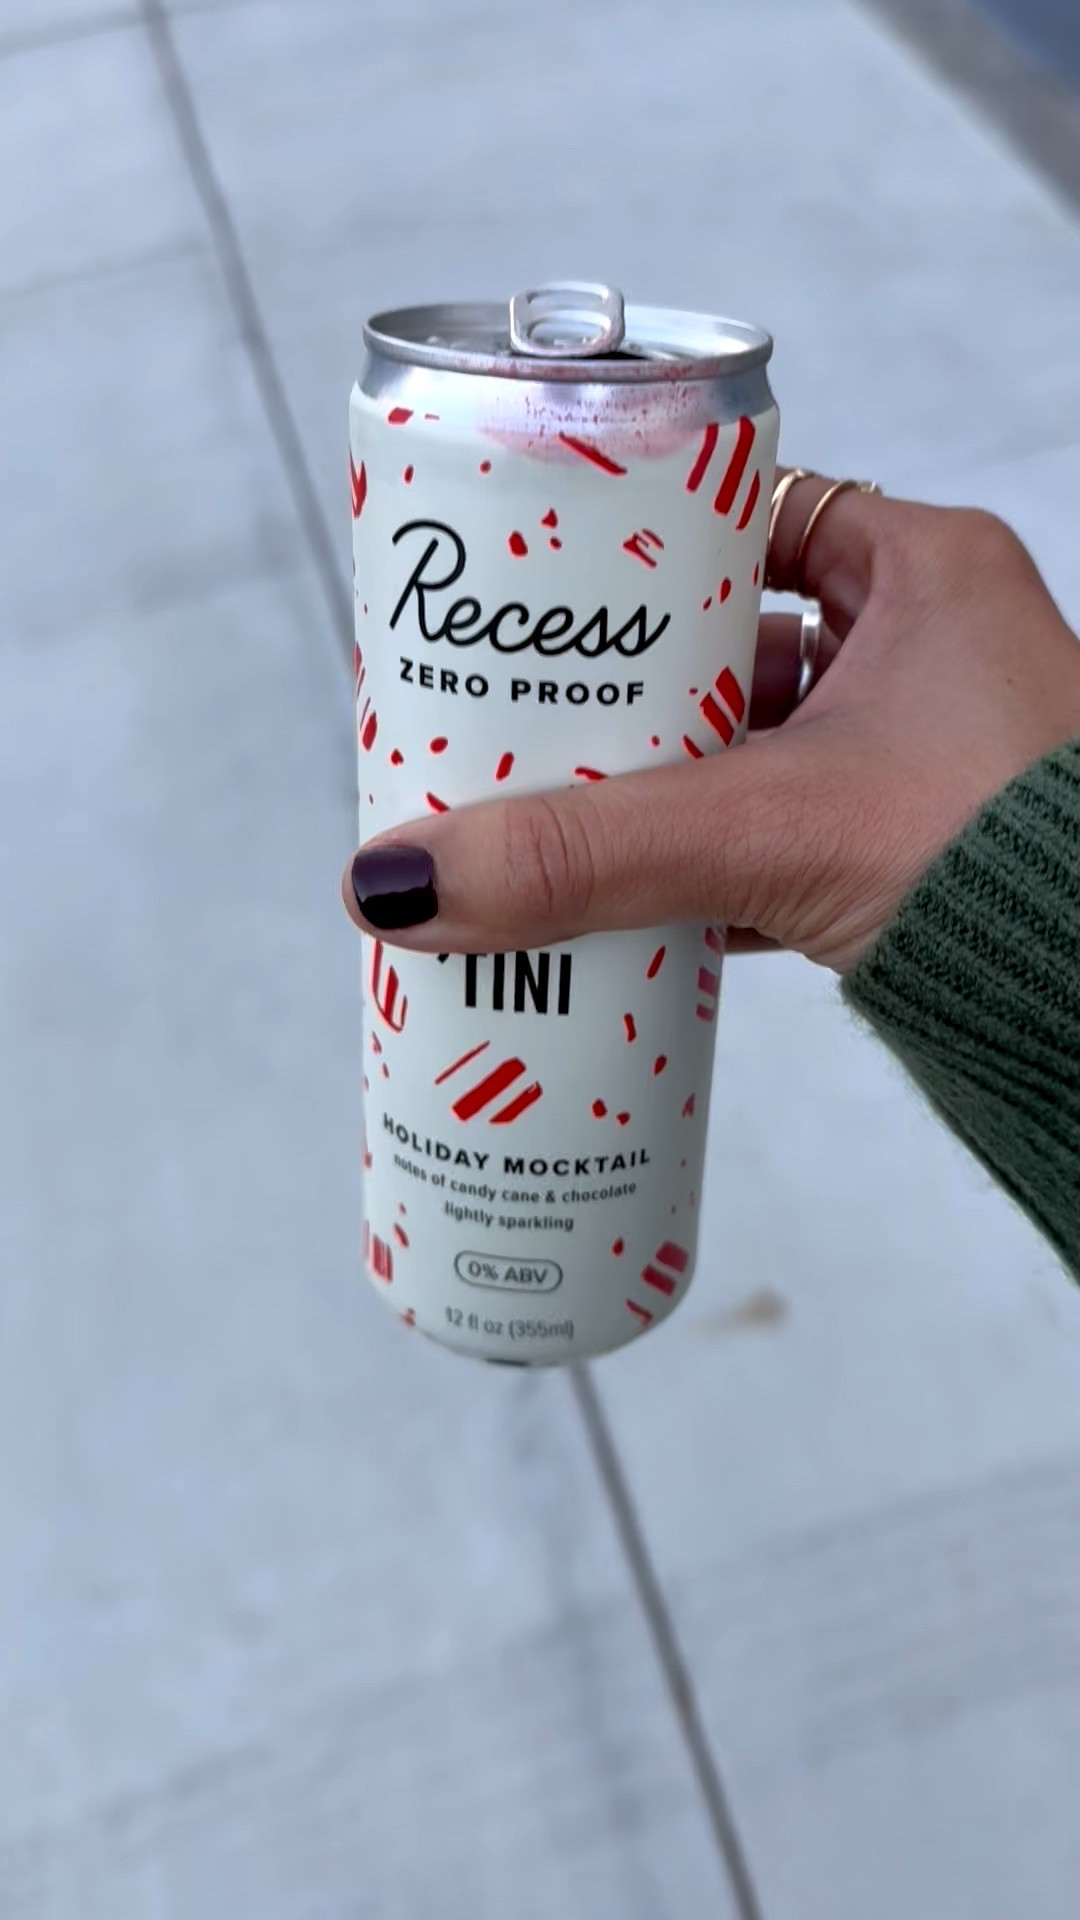 Recess
ZERO PROOF
'TINI
HOLIDAY MOCKTAIL
notes of candy cane & chocolate
lightly sparkling
0% ABV
12 fl oz (355ml)